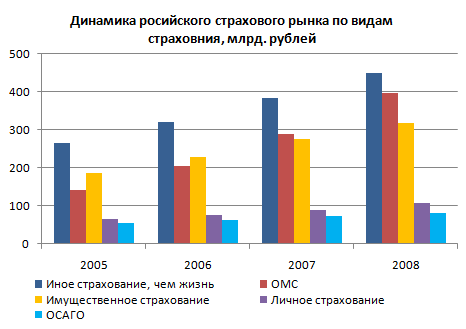 Динамика росийского страхового рынка по видам
страховния, млрд. рублей
500
400
300
200
100
0
2005 2006 2007 2008
Иное страхование, чем жизнь ОМС
Имущественное страхование Личное страхование
ОСАГО